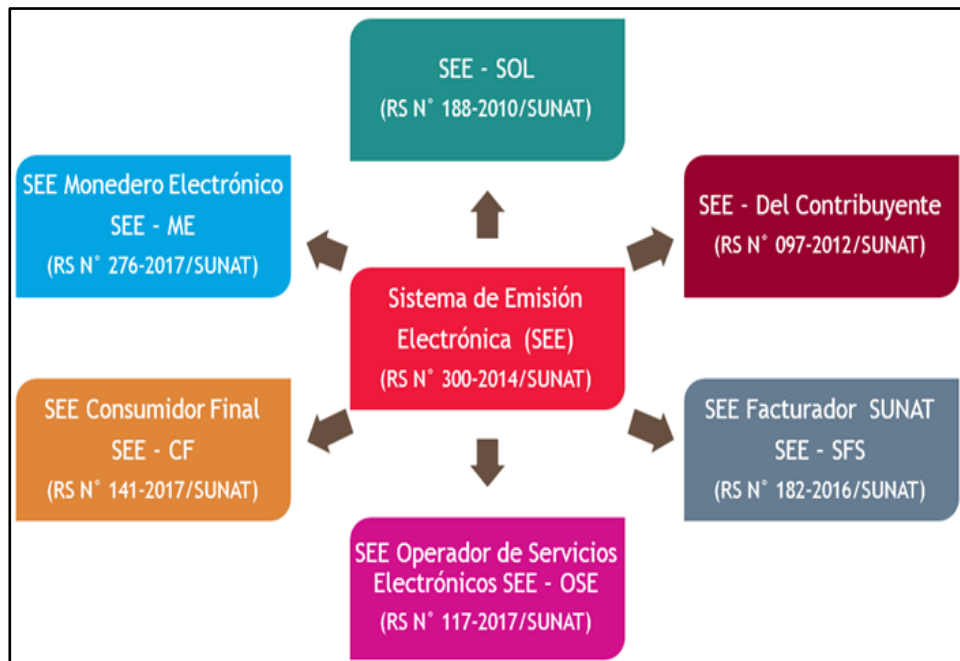 SEE - SOL
(RS N° 188-2010/SUNAT)
SEE Monedero Electrónico
SEE - ME
(RS N° 276-2017/SUNAT)
SEE - Del Contribuyente
(RS N° 097-2012/SUNAT)
Sistema de Emisión
Electrónica (SEE)
(RS N° 300-2014/SUNAT)
SEE Consumidor Final
SEE - CF
(RS N° 141-2017/SUNAT)
SEE Facturador SUNAT
SEE - SFS
(RS N° 182-2016/SUNAT)
SEE Operador de Servicios
Electrónicos SEE - OSE
(RS N° 117-2017/SUNAT)